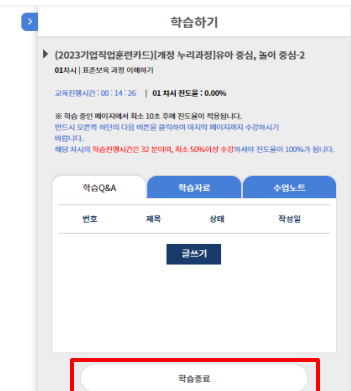 학습하기
(2023기업직업훈련카드)[개정 누리과정]유아 중심, 놀이 중심-2
01차시 | 표준보육 과정 이해하기
교육진행시간 : 00 : 14 : 26 | 01 차시 진도율 : 0.00%
※ 학습 중인 페이지에서 최소 10초 후에 진도율이 적용됩니다.
반드시 오른쪽 하단의 다음 버튼을 클릭하여 마지막 페이지까지 수강하시기
바랍니다.
해당 차시의 학습진행시간은 32 분이며, 최소 50%이상 수강하셔야 진도율이 100%가 됩니다.
학습Q&A 학습자료 수업노트
번호 제목 상태 작성일
글쓰기
학습종료